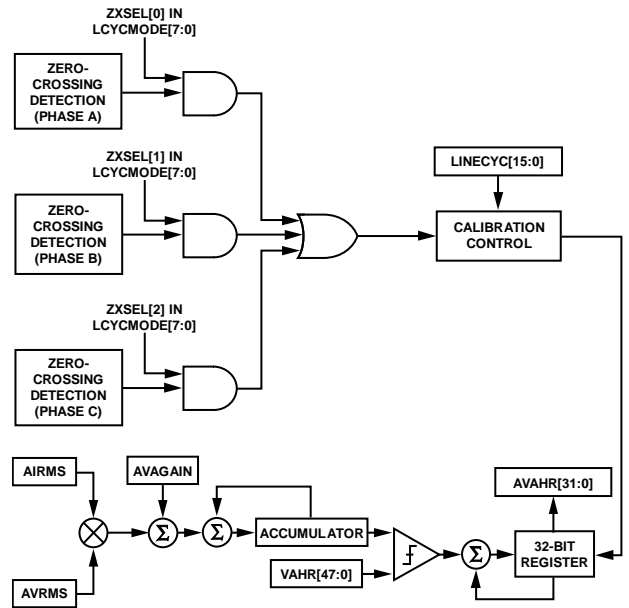 ZXSEL[0] IN
LCYCMODE[7:0]
ZERO-
CROSSING
DETECTION
(PHASE A)
ZXSEL[1] IN
LCYCMODE[7:0]
ZERO-
CROSSING
DETECTION
(PHASE B)
LINECYC[15:0]
CALIBRATION
CONTROL
ZXSEL[2] IN
LCYCMODE[7:0]
ZERO-
CROSSING
DETECTION
(PHASE C)
AIRMS
AVAGAIN
AVAHR[31:0]
Σ
Σ
ACCUMULATOR
Σ
32-BIT
REGISTER
AVRMS
VAHR[47:0]